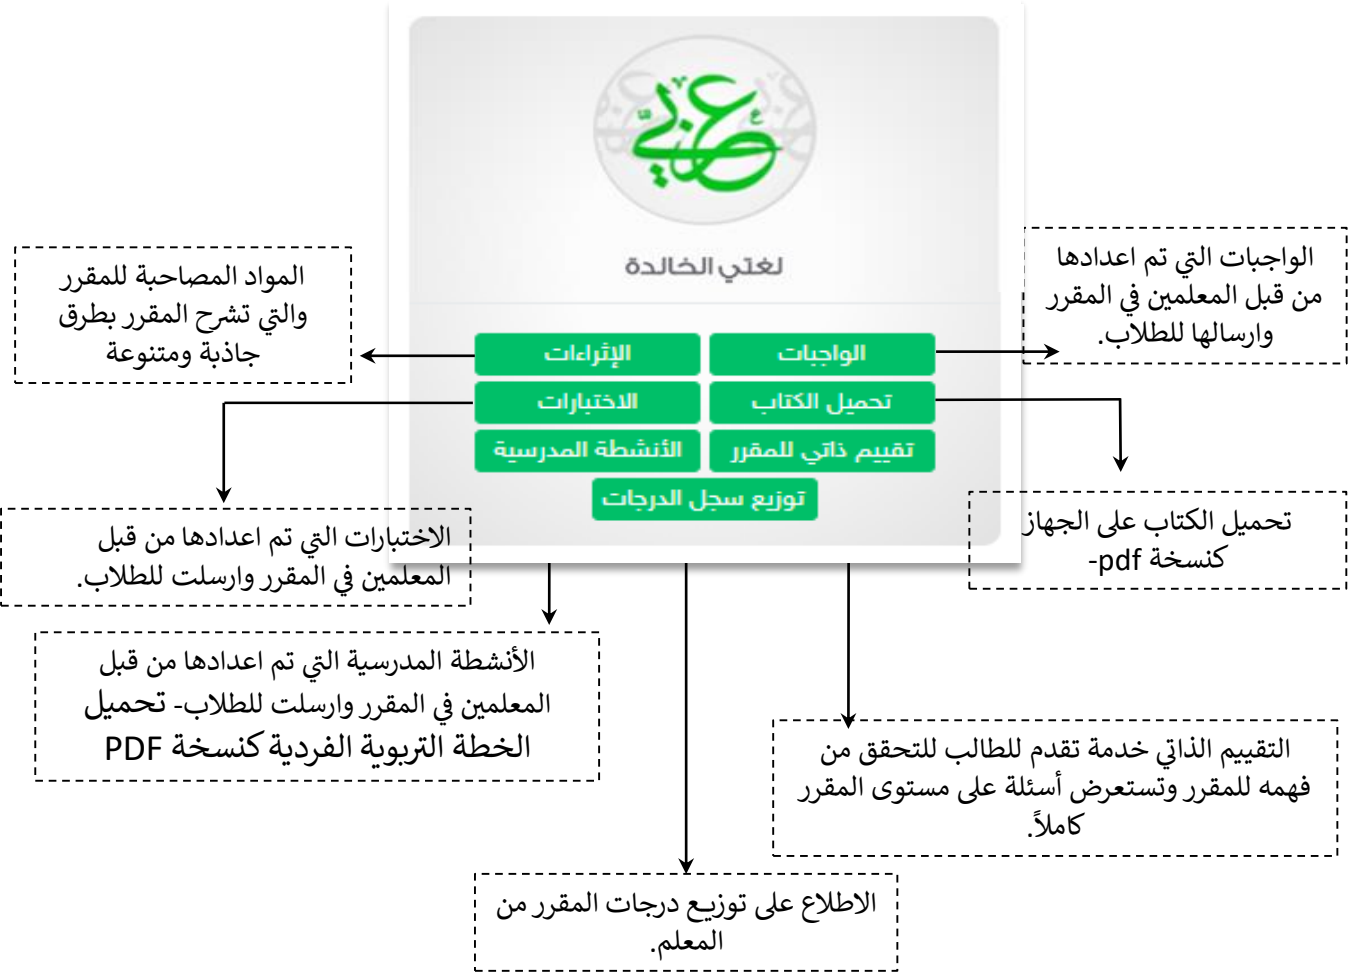 عربي
لغتي الخالدة
الواجبات
الإثراءات
تحميل الكتاب
الاختبارات
تقييم ذاتي للمقرر
الأنشطة المدرسية
توزيع سجل الدرجات
الواجبات التي تم اعدادها
من قبل المعلمين في المقرر
وارسالها للطلاب.
المواد المصاحبة للمقرر
والتي تشرح المقرر بطرق
جاذبة ومتنوعة
تحميل الكتاب على الجهاز
كنسخة pdf-
الاختبارات التي تم اعدادها من قبل
المعلمين في المقرر وارسلت للطلاب.
الأنشطة المدرسية التي تم اعدادها من قبل
المعلمين في المقرر وارسلت للطلاب- تحميل
الخطة التربوية الفردية كنسخة PDF
التقييم الذاتي خدمة تقدم للطالب للتحقق من
فهمه للمقرر وتستعرض أسئلة على مستوى المقرر
كاملاً.
الاطلاع على توزيع درجات المقرر من
المعلم.